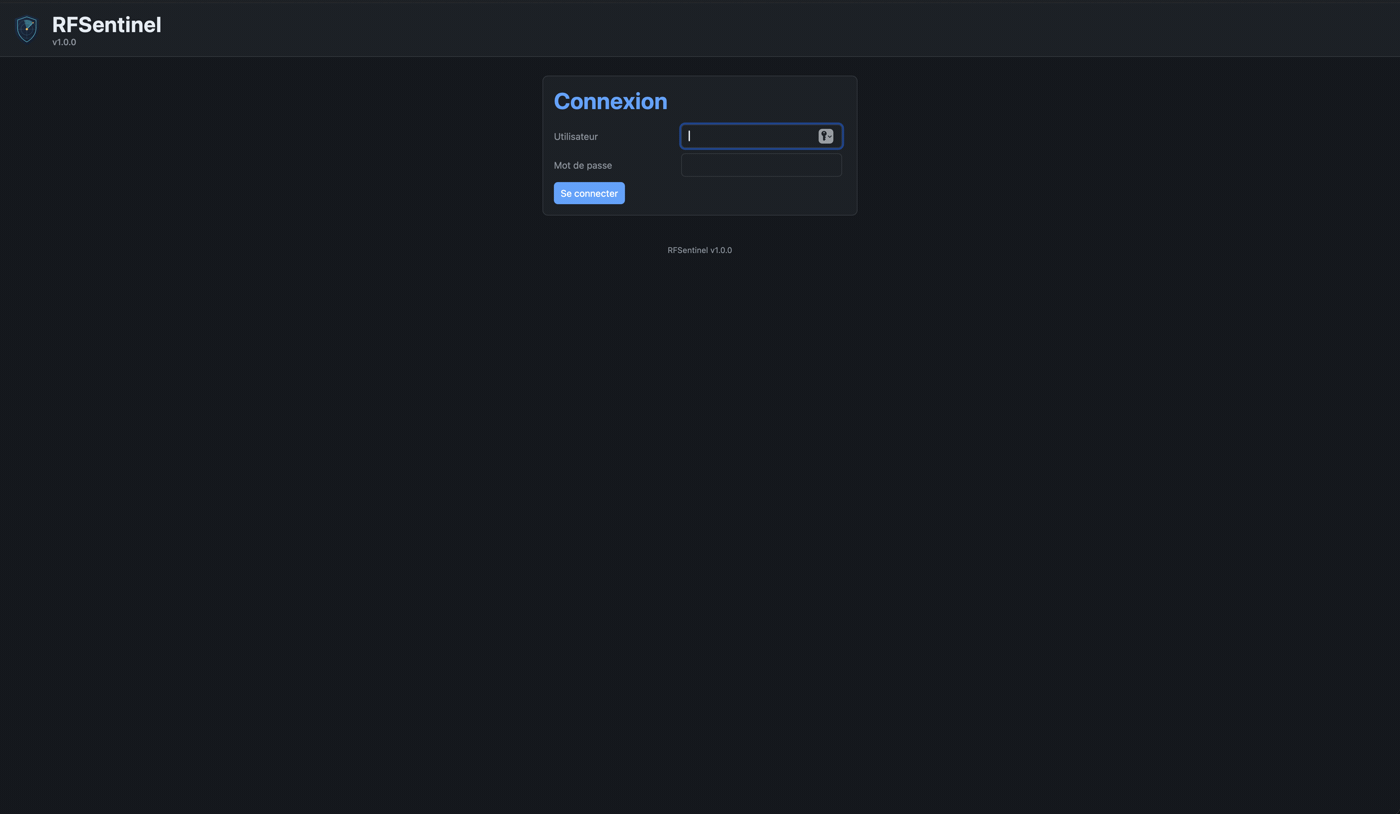 RFSentinel
v1.0.0
Connexion
Utilisateur
Mot de passe
Se connecter
RFSentinel v1.0.0